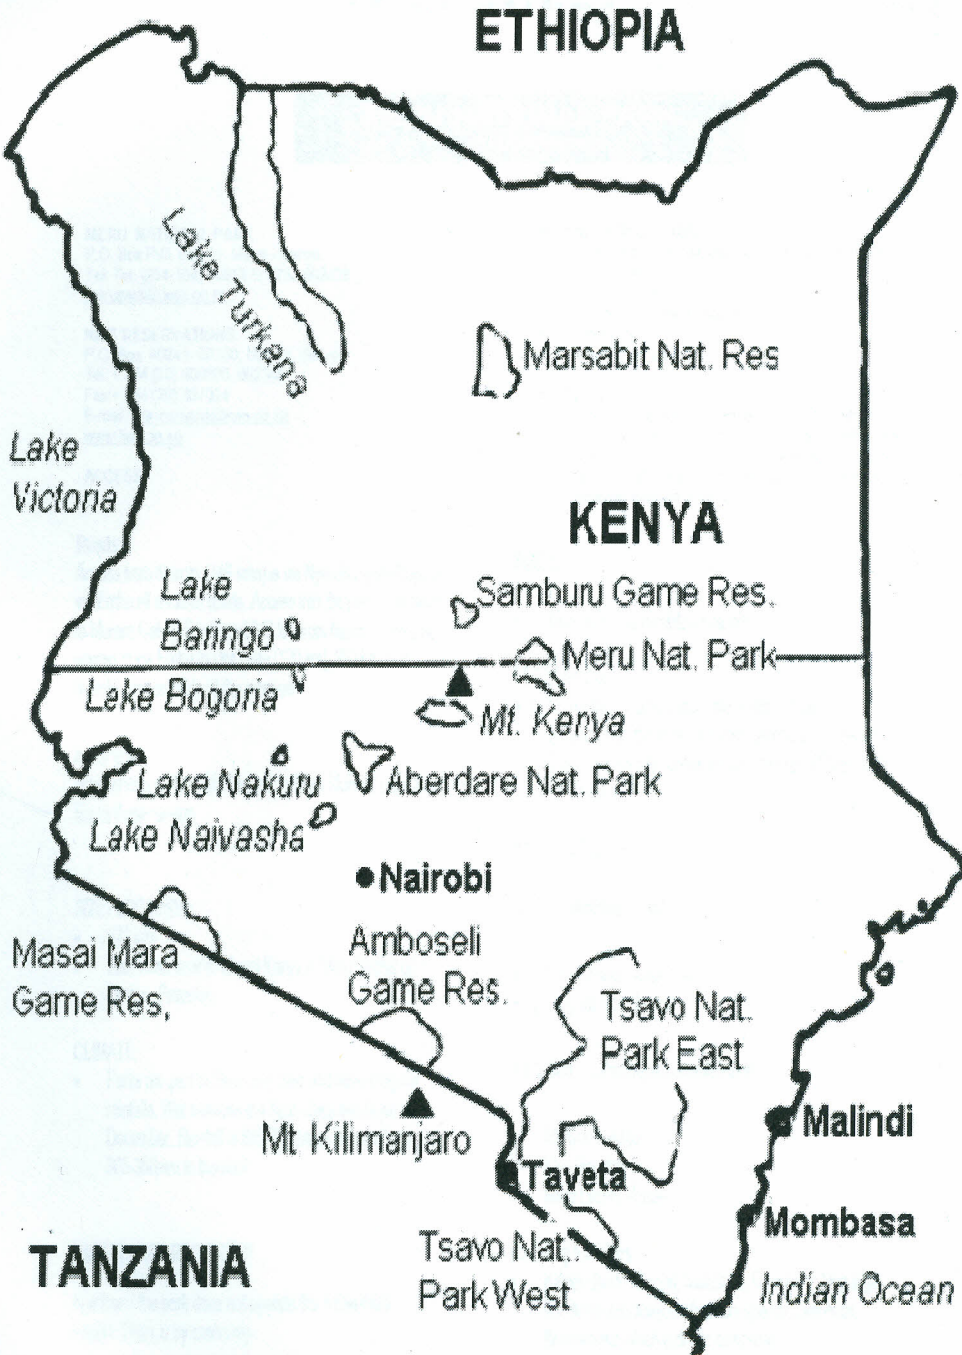 ETHIOPIA
Lake Turkana
Marsabit Nat. Res
Lake
Victoria
KENYA
Lake
Baringo
Samburu Game Res.
Meru Nat. Park
Lake Bogoria
Mt. Kenya
Lake Nakuru
Aberdare Nat. Park
Lake Naivasha
Nairobi
Masai Mara
Game Res,
Amboseli
Game Res.
Tsavo Nat.
Park East
Mt Kilimanjaro
Malindi
Taveta
Mombasa
TANZANIA
Tsavo Nat.
Park West
Indian Ocean